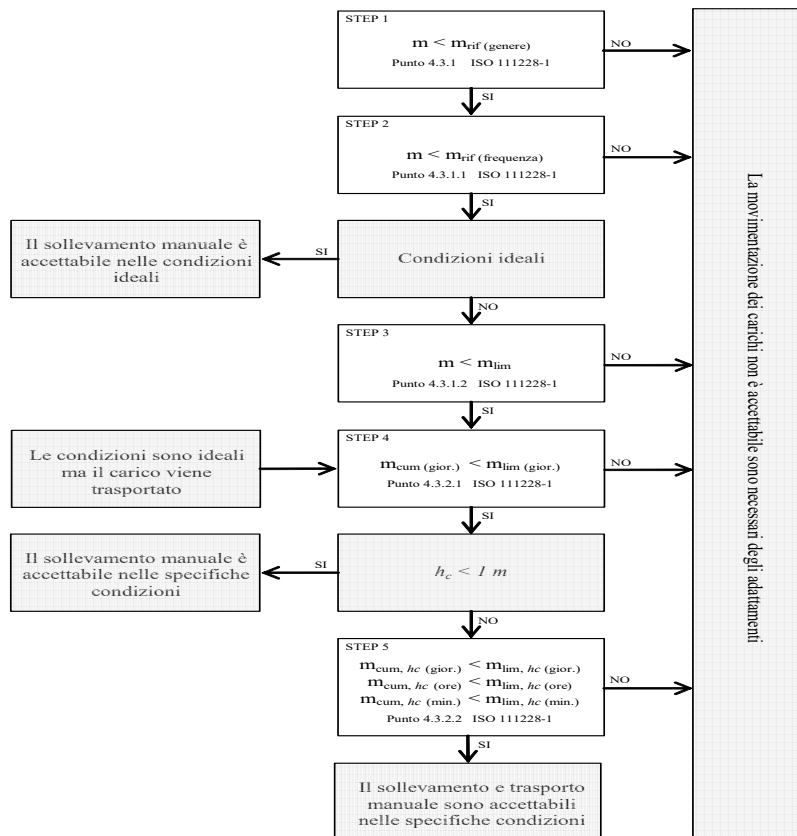 STEP 1
m < mrif (genere)
Punto 4.3.1 ISO 111228-1
NO
SI
STEP 2
m < mrif (frequenza)
Punto 4.3.1.1 ISO 111228-1
NO
SI
Il sollevamento manuale è
accettabile nelle condizioni
ideali
SI
Condizioni ideali
NO
STEP 3
m < mlim
Punto 4.3.1.2 ISO 111228-1
NO
SI
Le condizioni sono ideali
ma il carico viene
trasportato
STEP 4
mcum (gior.) < mlim (gior.)
Punto 4.3.2.1 ISO 111228-1
NO
SI
Il sollevamento manuale è
accettabile nelle specifiche
condizioni
SI
hc < 1 m
NO
STEP 5
mcum, hc (gior.) < mlim, hc (gior.)
mcum, hc (ore) < mlim, hc (ore)
mcum, hc (min.) < mlim, hc (min.)
Punto 4.3.2.2 ISO 111228-1
NO
SI
Il sollevamento e trasporto
manuale sono accettabili
nelle specifiche condizioni
La movimentazione dei carichi non è accettabile sono necessari degli adattamenti